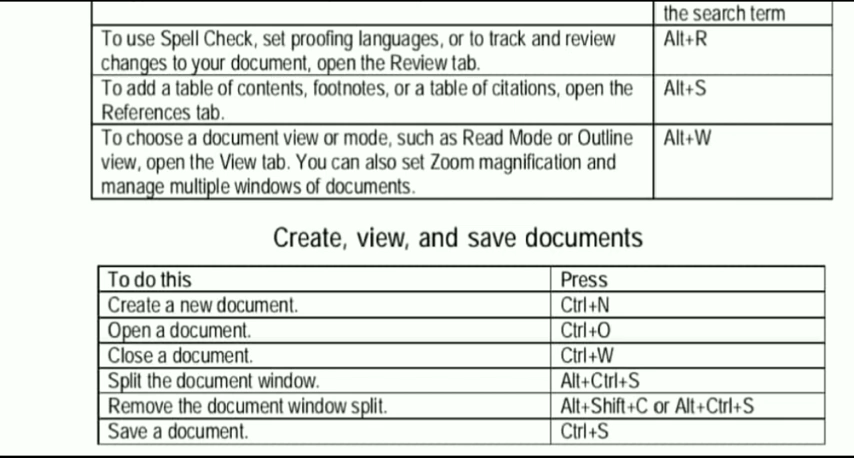 the search term
To use Spell Check, set proofing languages, or to track and review Alt+R
changes to your document, open the Review tab.
To add a table of contents, footnotes, or a table of citations, open the Alt+S
References tab.
To choose a document view or mode, such as Read Mode or Outline Alt+W
view, open the View tab. You can also set Zoom magnification and
manage multiple windows of documents.
Create, view, and save documents
To do this Press
Create a new document. Ctrl+N
Open a document. Ctrl+O
Close a document. Ctrl+W
Split the document window. Alt+Ctrl+S
Remove the document window split. Alt+Shift+C or Alt+Ctrl+S
Save a document. Ctrl+S